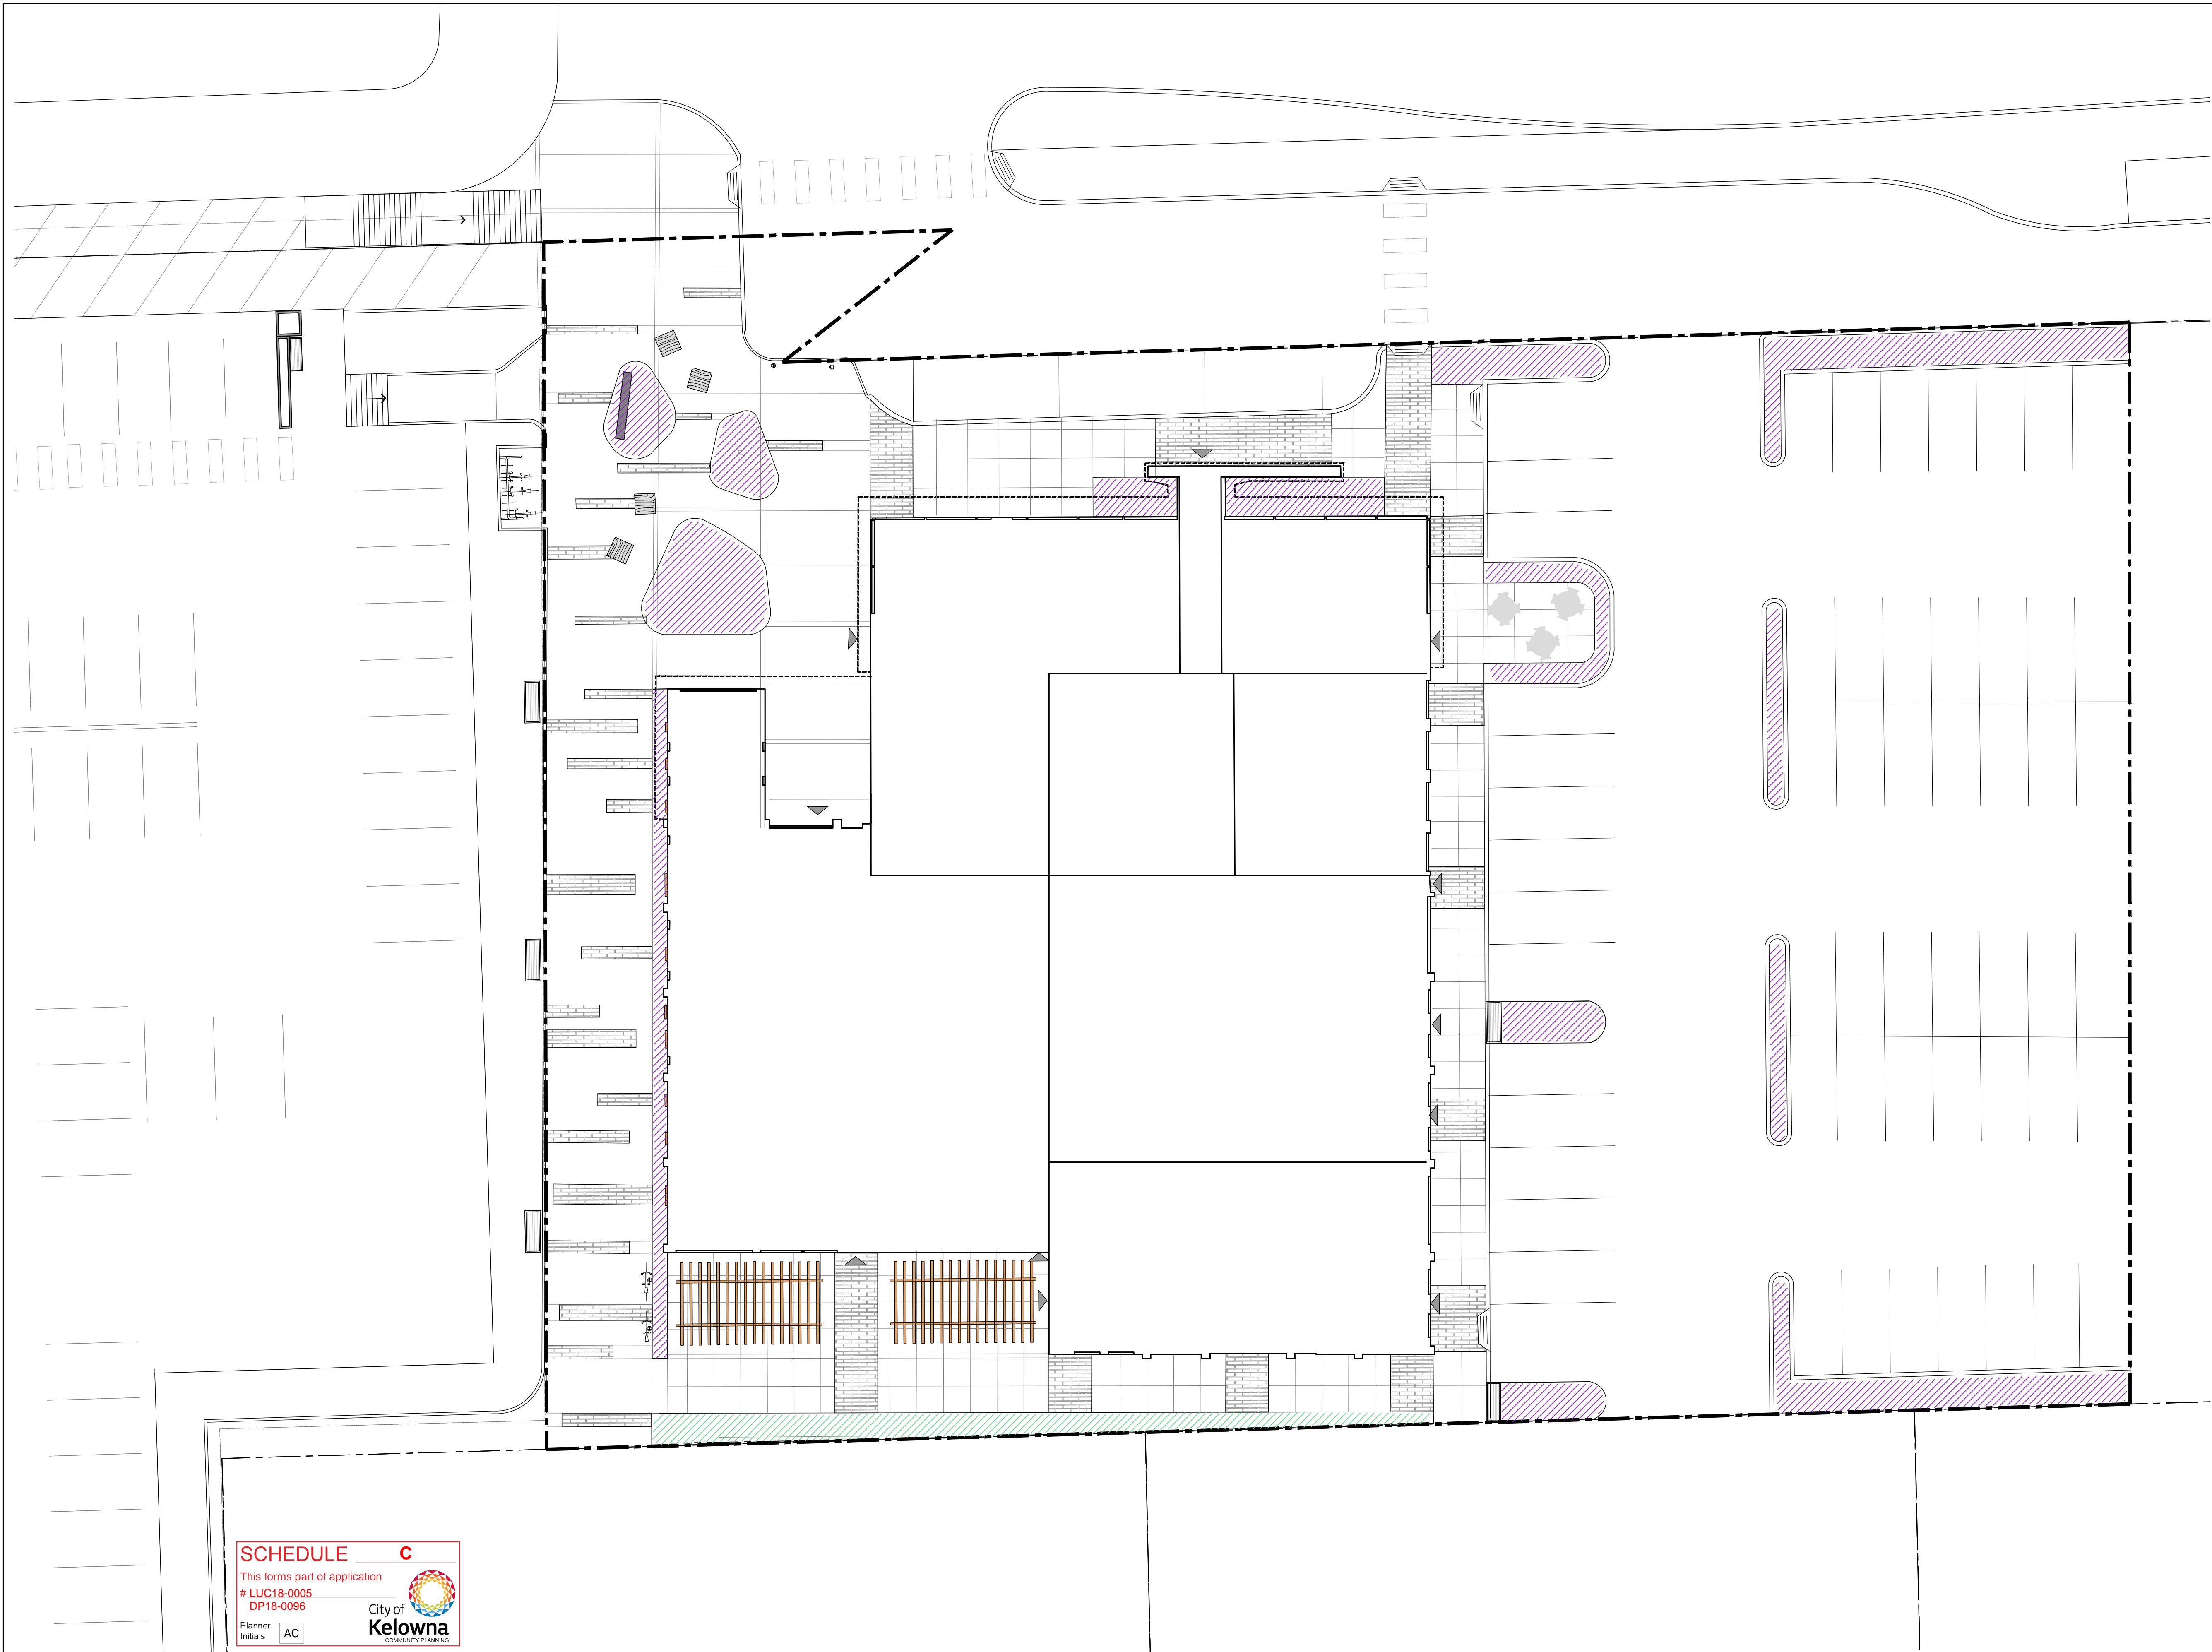 SCHEDULE C
This forms part of application
# LUC18-0005
DP18-0096
City of
Kelowna
COMMUNITY PLANNING
Planner
Initials AC